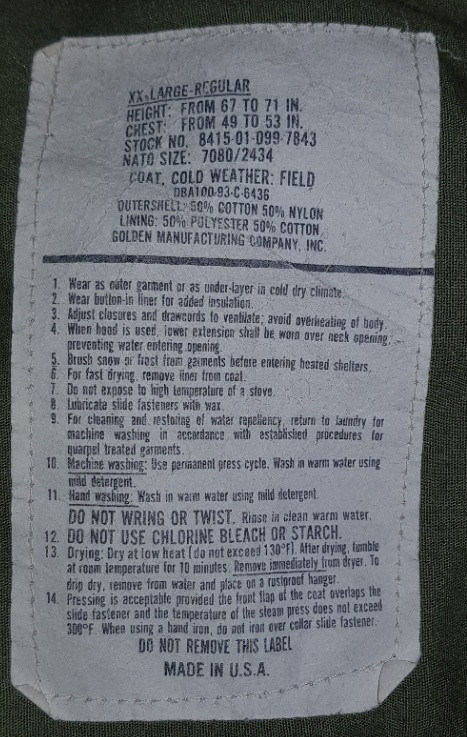 XX-LARGE-REGULAR
HEIGHT: FROM 67 TO 71 IN.
CHEST: FROM 49 TO 53 IN.
STOCK NO. 8415-01-099-7843
NATO SIZE: 7080/2434
COAT, COLD WEATHER: FIELD
DBA100-93-C-6436
OUTERSHELL: 50% COTTON 50% NYLON
LINING: 50% POLYESTER 50% COTTON
GOLDEN MANUFACTURING COMPANY, INC.
1. Wear as outer garment or as under-layer in cold dry climate.
2. Wear button-in liner for added insulation.
3. Adjust closures and drawcords to ventilate; avoid overheating of body.
4. When hood is used, lower extension shall be worn over neck opening,
preventing water entering opening.
5. Brush snow or frost from garments before entering heated shelters.
6. For fast drying, remove liner from coat.
7. Do not expose to high temperature of a stove.
8. Lubricate slide fasteners with wax.
9. For cleaning and restoring of water repellency, return to laundry for
machine washing in accordance with established procedures for
quarpel treated garments.
10. Machine washing: Use permanent press cycle. Wash in warm water using
mild detergent.
11. Hand washing: Wash in warm water using mild detergent.
DO NOT WRING OR TWIST. Rinse in clean warm water.
12. DO NOT USE CHLORINE BLEACH OR STARCH.
13. Drying: Dry at low heat (do not exceed 130°F). After drying, tumble
at room temperature for 10 minutes. Remove immediately from dryer. To
drip dry, remove from water and place on a rustproof hanger.
14. Pressing is acceptable provided the front flap of the coat overlaps the
slide fastener and the temperature of the steam press does not exceed
300°F. When using a hand iron, do not iron over collar slide fastener.
DO NOT REMOVE THIS LABEL
MADE IN U.S.A.